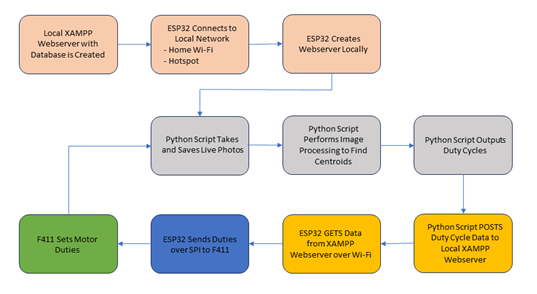 Local XAMPP
Webserver with
Database is Created
ESP32 Connects to
Local Network
- Home Wi-Fi
- Hotspot
ESP32 Creates
Webserver Locally
Python Script Takes
and Saves Live Photos
Python Script
Performs Image
Processing to Find
Centroids
Python Script Outputs
Duty Cycles
F411 Sets Motor
Duties
ESP32 Sends Duties
over SPI to F411
ESP32 GETS Data
from XAMPP
Webserver over Wi-Fi
Python Script POSTS
Duty Cycle Data to
Local XAMPP
Webserver